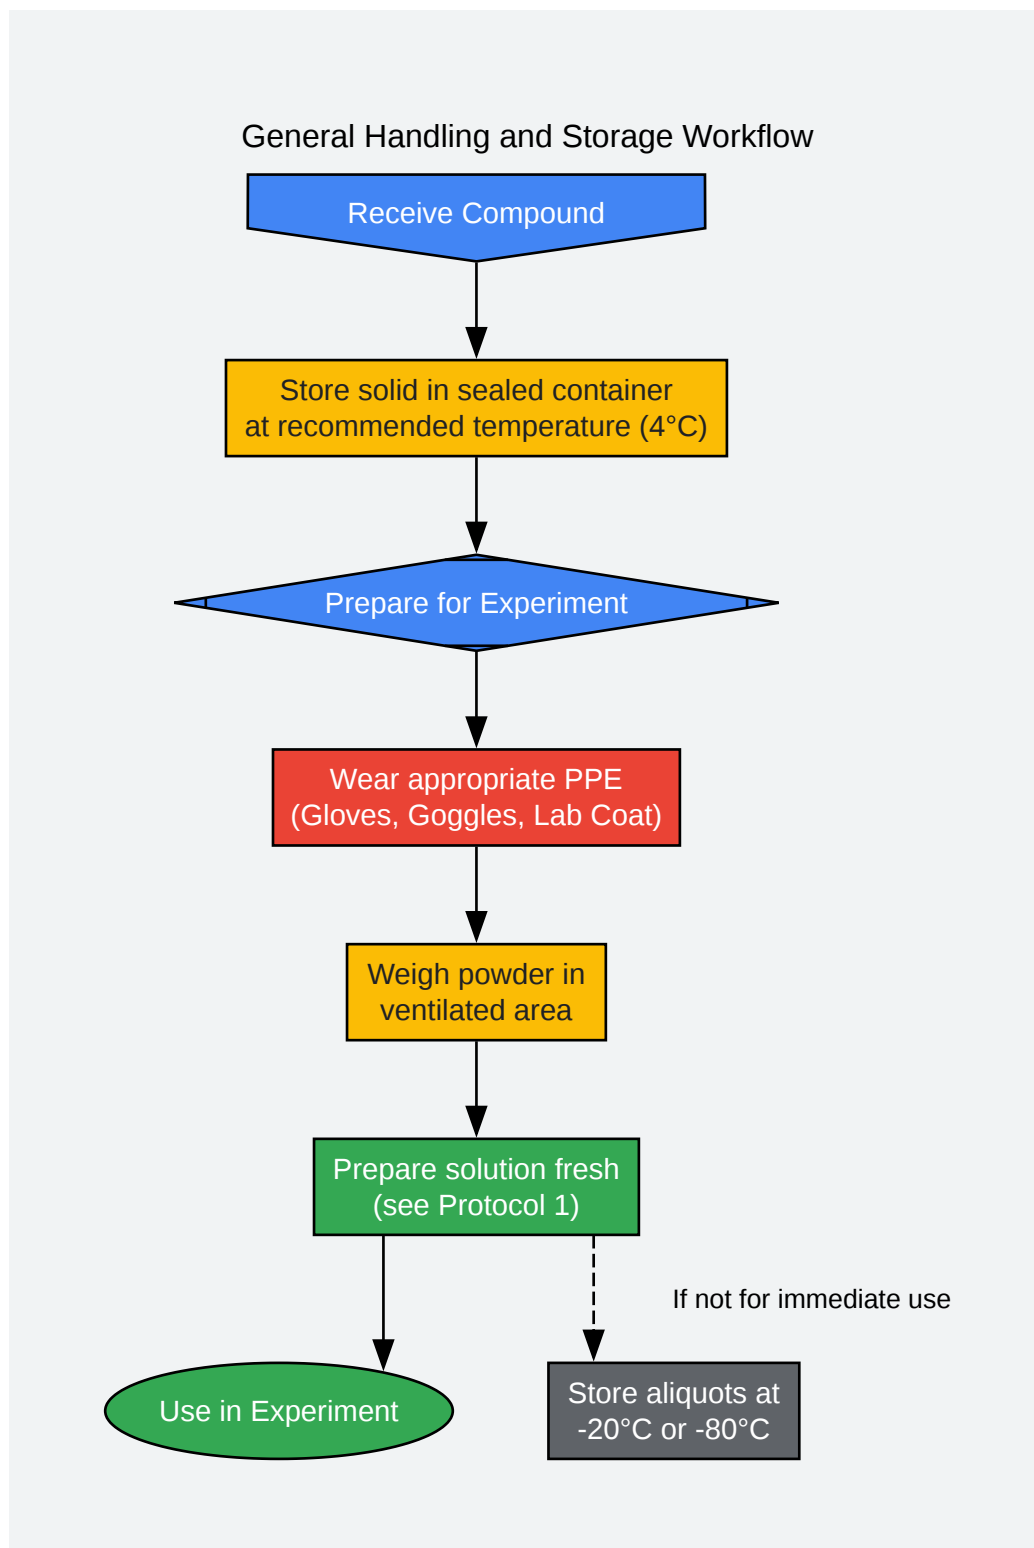 General Handling and Storage Workflow
Receive Compound
Store solid in sealed container
at recommended temperature (4°C)
Prepare for Experiment
Wear appropriate PPE
(Gloves, Goggles, Lab Coat)
Weigh powder in
ventilated area
Prepare solution fresh
(see Protocol 1)
If not for immediate use
Use in Experiment
Store aliquots at
-20°C or -80°C